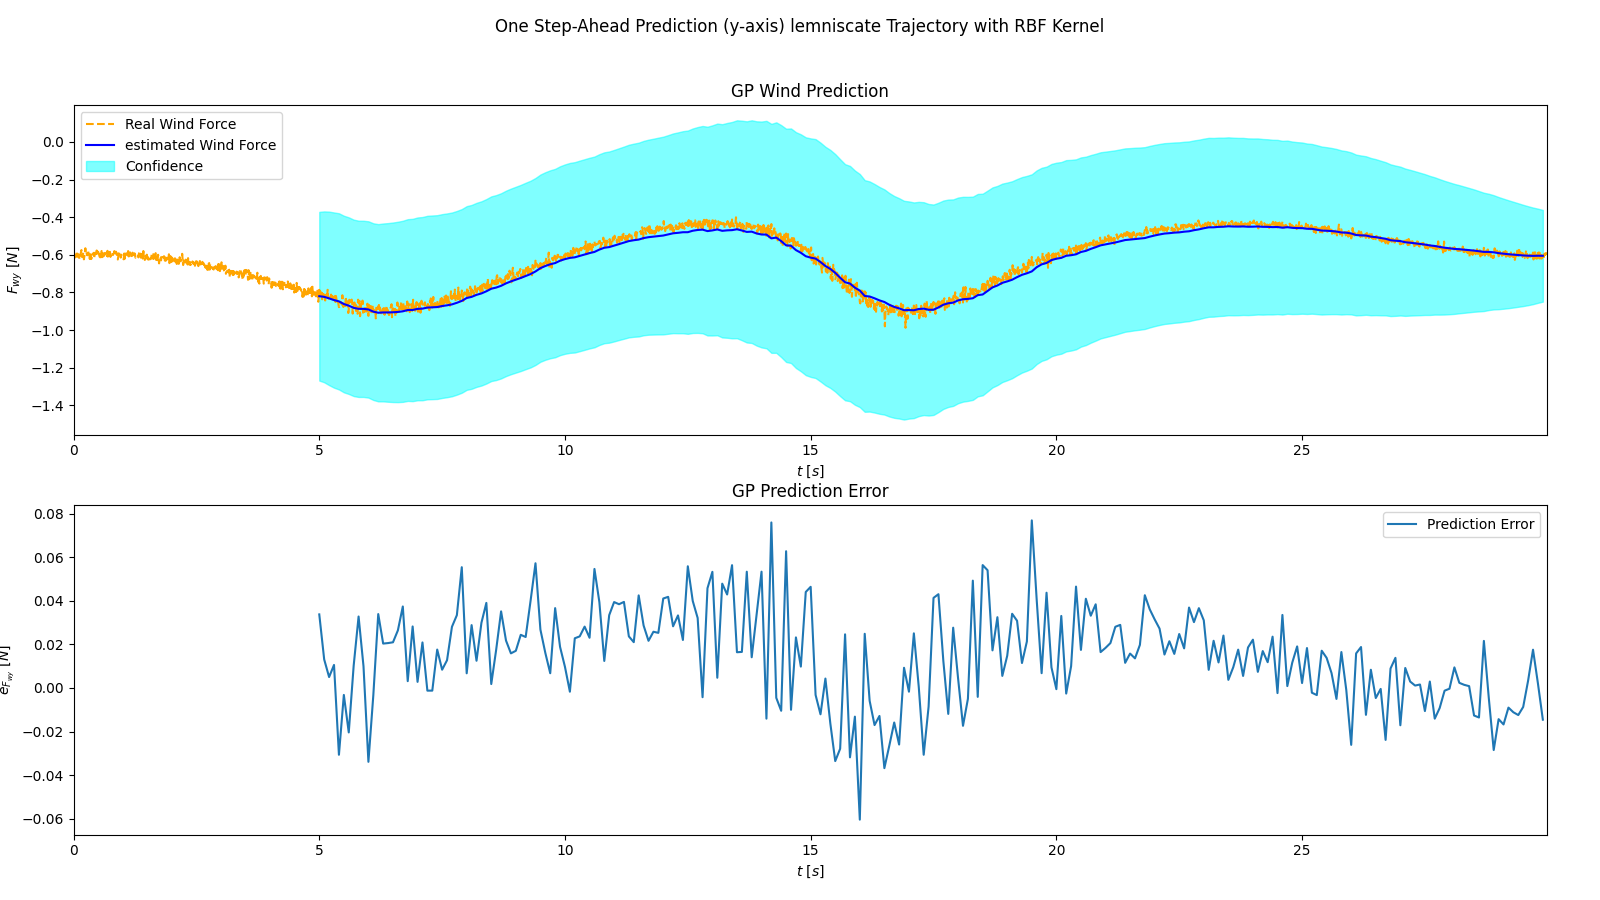 One Step-Ahead Prediction (y-axis) lemniscate Trajectory with RBF Kernel
GP Wind Prediction
Real Wind Force
estimated Wind Force
Confidence
F_wy [N]
0.0
−0.2
−0.4
−0.6
−0.8
−1.0
−1.2
−1.4
0 5 10 15 20 25
t [s]
GP Prediction Error
Prediction Error
e_F_wy [N]
0.08
0.06
0.04
0.02
0.00
−0.02
−0.04
−0.06
0 5 10 15 20 25
t [s]